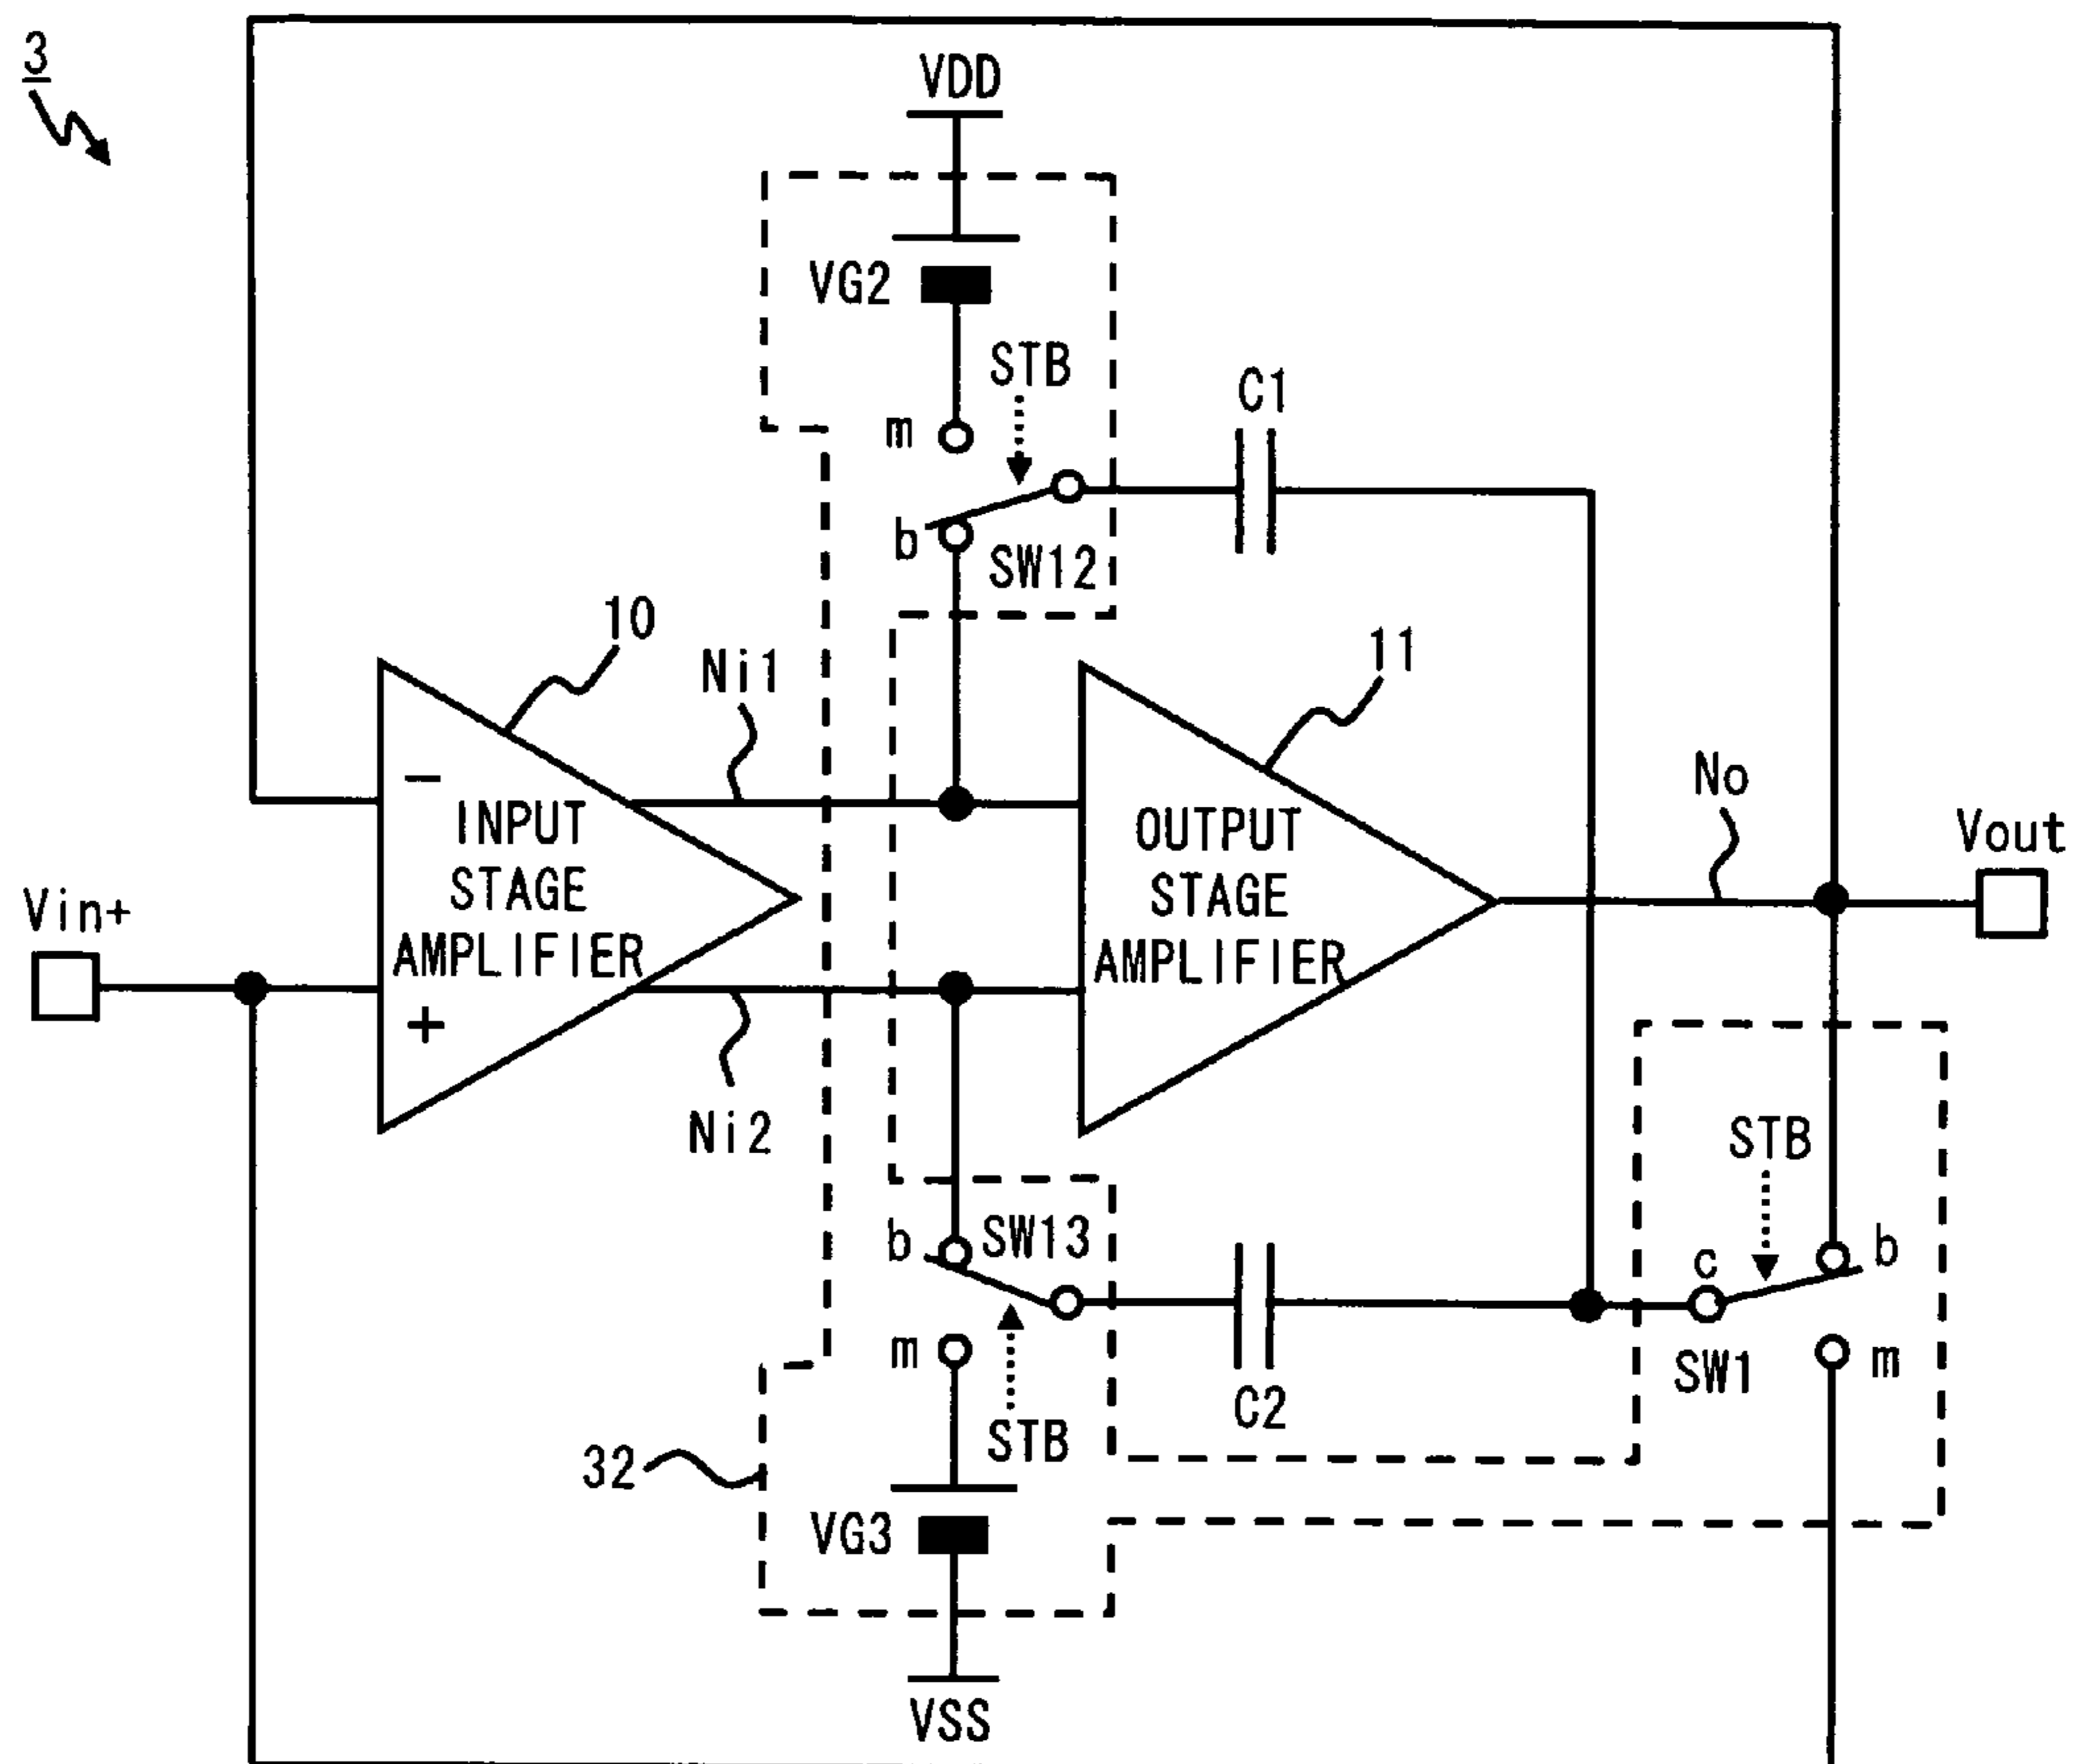 3
VDD
VG2
STB
C1
m
b
SW12
10
Ni1
11
No
Vout
Vin+
-
INPUT
STAGE
AMPLIFIER
+
OUTPUT
STAGE
AMPLIFIER
Ni2
STB
b
SW13
c
b
m
SW1
m
C2
STB
32
VG3
VSS